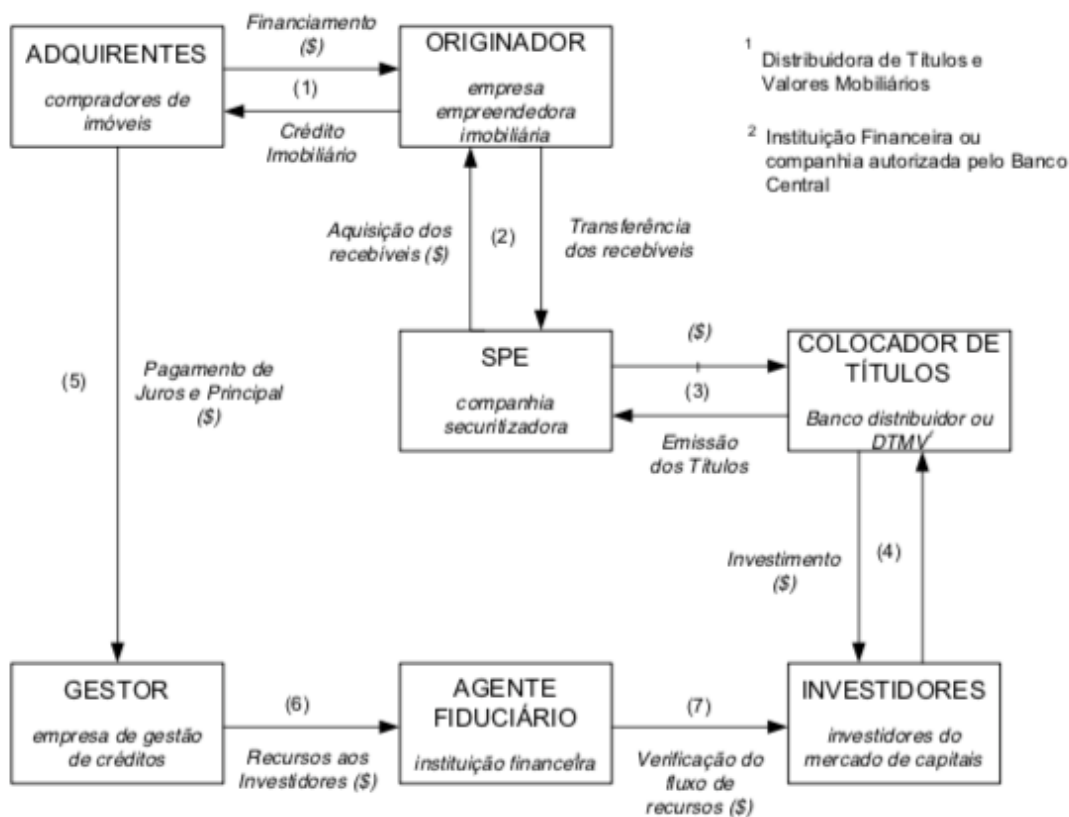 Financiamento
($)
ADQUIRENTES
compradores de
imóveis
(1)
Crédito
Imobiliário
ORIGINADOR
empresa
empreendedora
imobiliária
1
Distribuidora de Títulos e
Valores Mobiliários
2
Instituição Financeira ou
companhia autorizada pelo Banco
Central
Aquisição dos
recebíveis ($)
(2)
Transferência
dos recebíveis
SPE
companhia
securitizadora
($)
(3)
Emissão
dos Títulos
COLOCADOR DE
TÍTULOS
Banco distribuidor ou
DTMV¹
(5)
Pagamento de
Juros e Principal
($)
Investimento
($)
(4)
GESTOR
empresa de gestão
de créditos
(6)
Recursos aos
Investidores ($)
AGENTE
FIDUCIÁRIO
instituição financeira
(7)
Verificação do
fluxo de
recursos ($)
INVESTIDORES
investidores do
mercado de capitais